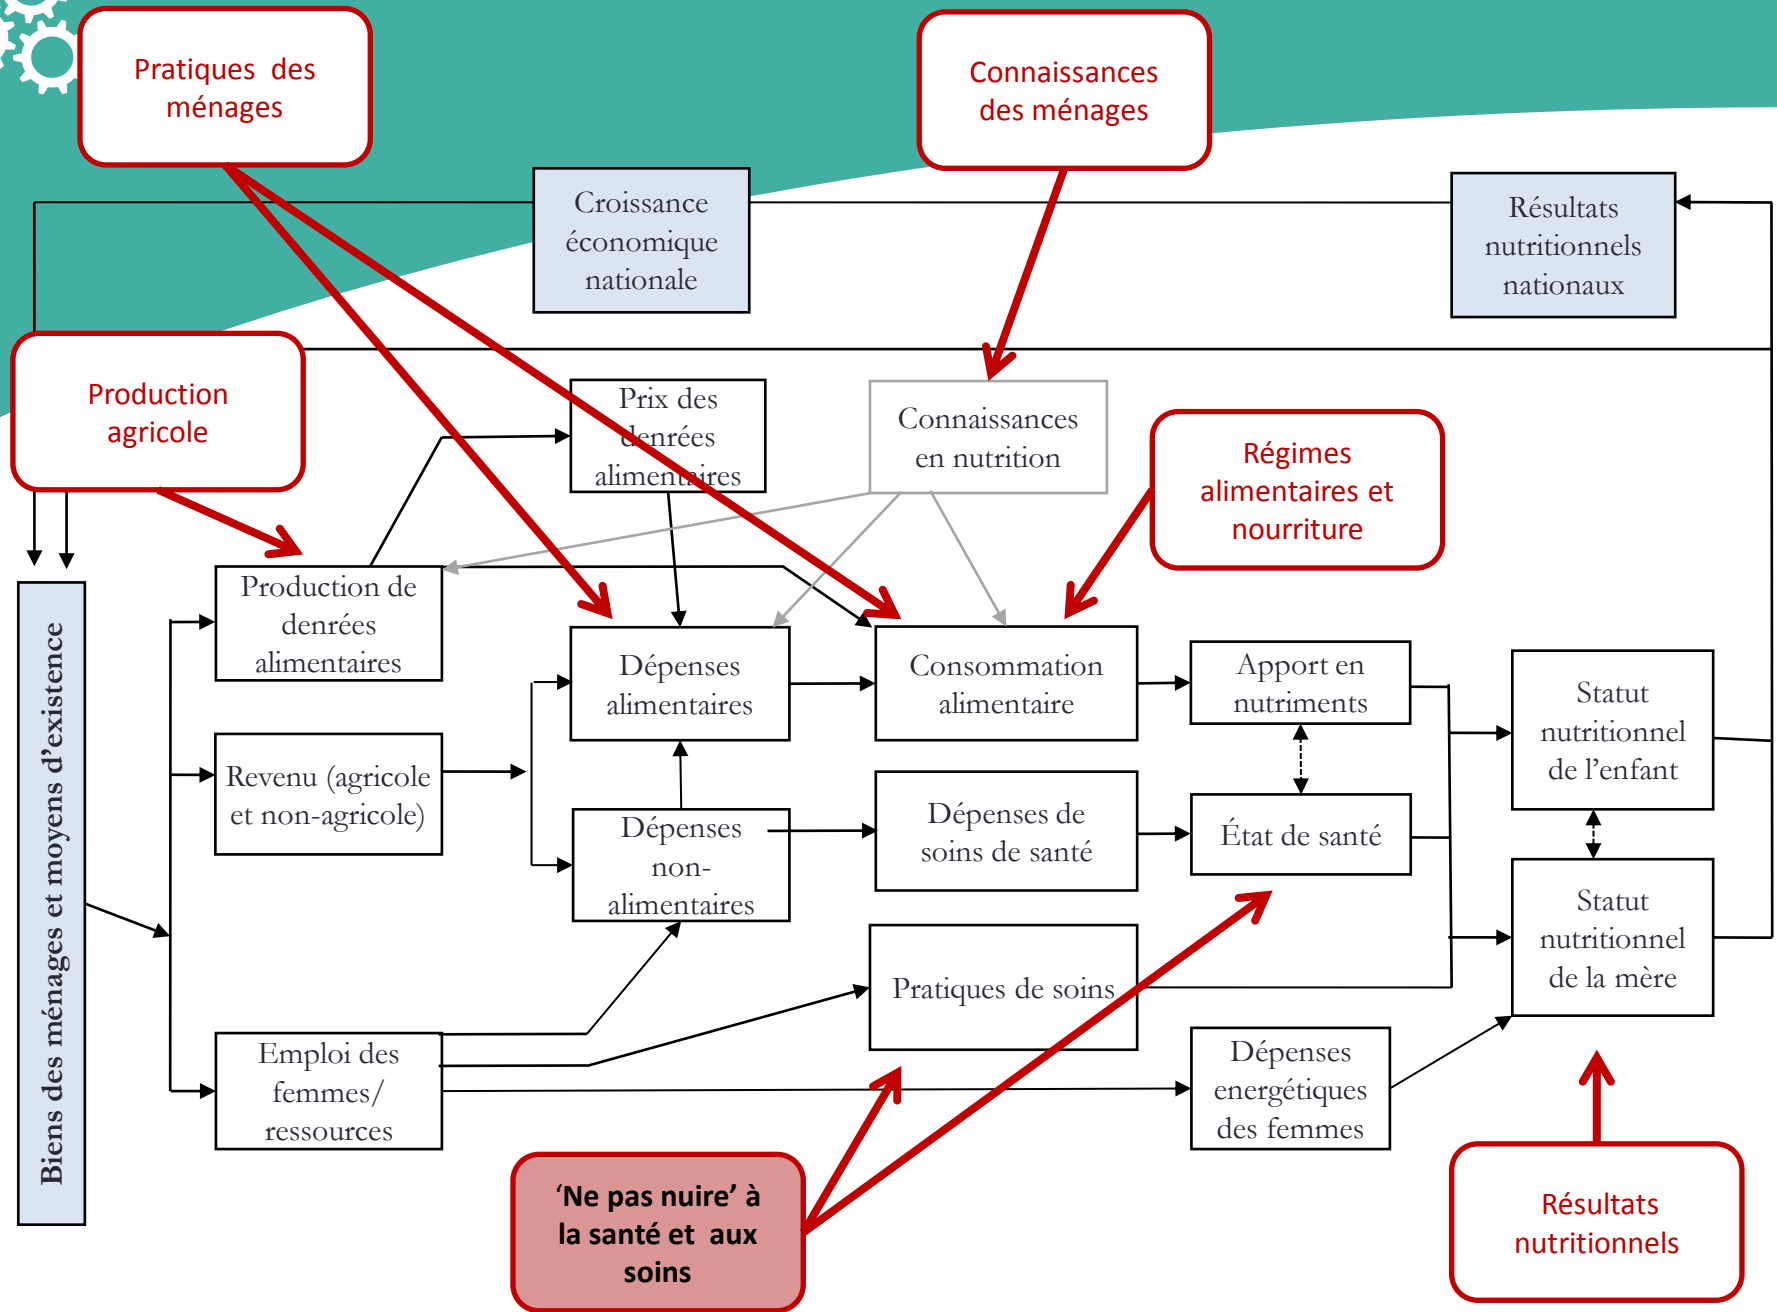 Pratiques des
ménages
Connaissances
des ménages
Croissance
économique
nationale
Résultats
nutritionnels
nationaux
Production
agricole
Prix des
denrées
alimentaires
Connaissances
en nutrition
Régimes
alimentaires et
nourriture
Biens des ménages et moyens d’existence
Production de
denrées
alimentaires
Dépenses
alimentaires
Consommation
alimentaire
Apport en
nutriments
Statut
nutritionnel
de l’enfant
Revenu (agricole
et non-agricole)
Dépenses
non-
alimentaires
Dépenses de
soins de santé
État de santé
Statut
nutritionnel
de la mère
Pratiques de soins
Emploi des
femmes/
ressources
Dépenses
energétiques
des femmes
‘Ne pas nuire’ à
la santé et aux
soins
Résultats
nutritionnels